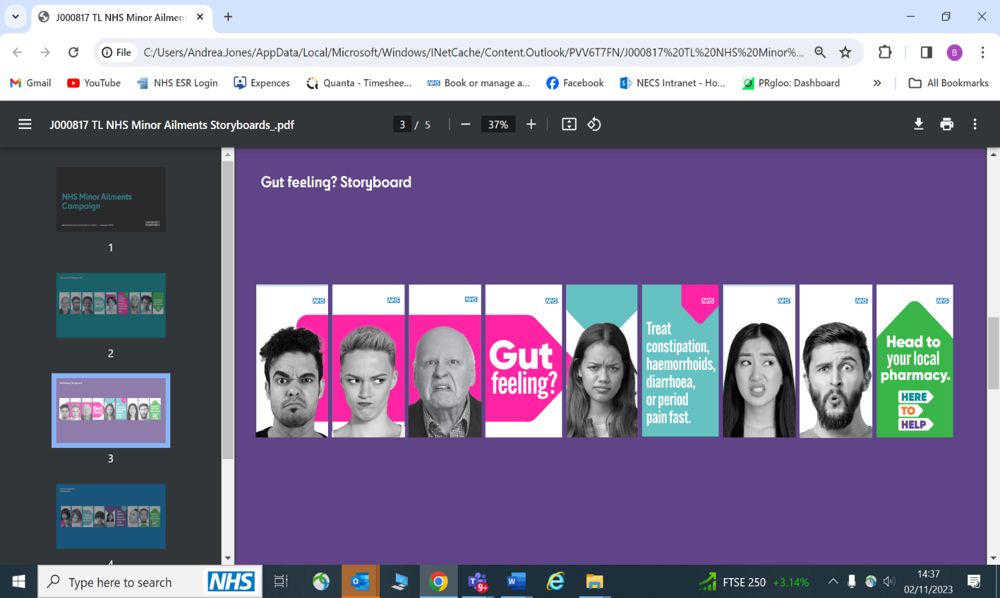 J000817 TL NHS Minor Ailment
File
C:/Users/Andrea.Jones/AppData/Local/Microsoft/Windows/INetCache/Content.Outlook/PVV6T7FN/J000817%20TL%20NHS%20Minor%...
B
Gmail
YouTube
NHS ESR Login
Expences
Quanta - Timeshee...
NHS
Book or manage a...
Facebook
NECS Intranet - Ho...
PRgloo: Dashboard
All Bookmarks
J000817 TL NHS Minor Ailments Storyboards_.pdf
3 / 5
37%
NHS Minor Ailments
Campaign
1
2
3
4
Gut feeling? Storyboard
NHS
NHS
NHS
NHS
Gut
feeling?
NHS
Treat
constipation,
haemorrhoids,
diarrhoea,
or period
pain fast.
NHS
NHS
NHS
Head to
your local
pharmacy.
HERE
TO
HELP
Type here to search
NHS
9+
FTSE 250 +3.14%
14:37
02/11/2023